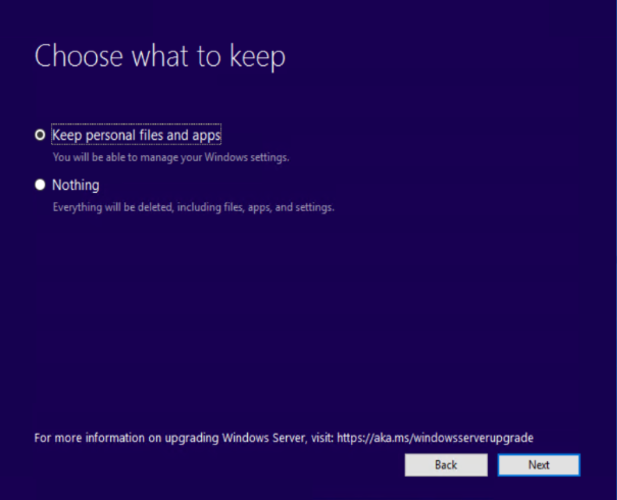 Choose what to keep
Keep personal files and apps
You will be able to manage your Windows settings.
Nothing
Everything will be deleted, including files, apps, and settings.
For more information on upgrading Windows Server, visit: https://aka.ms/windowsserverupgrade
Back Next